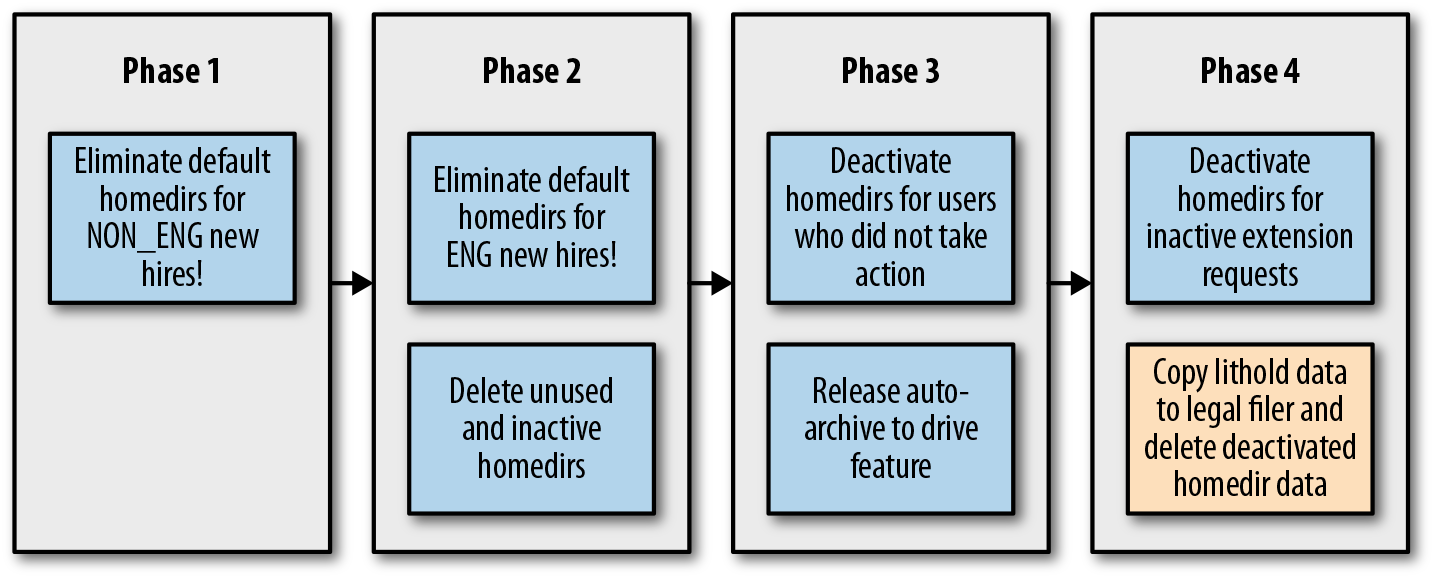 Phase 1
Eliminate default
homedirs for
NON_ENG new
hires!
Phase 2
Eliminate default
homedirs for
ENG new hires!
Delete unused
and inactive
homedirs
Phase 3
Deactivate
homedirs for users
who did not take
action
Release auto-
archive to drive
feature
Phase 4
Deactivate
homedirs for
inactive extension
requests
Copy lithold data
to legal filer and
delete deactivated
homedir data